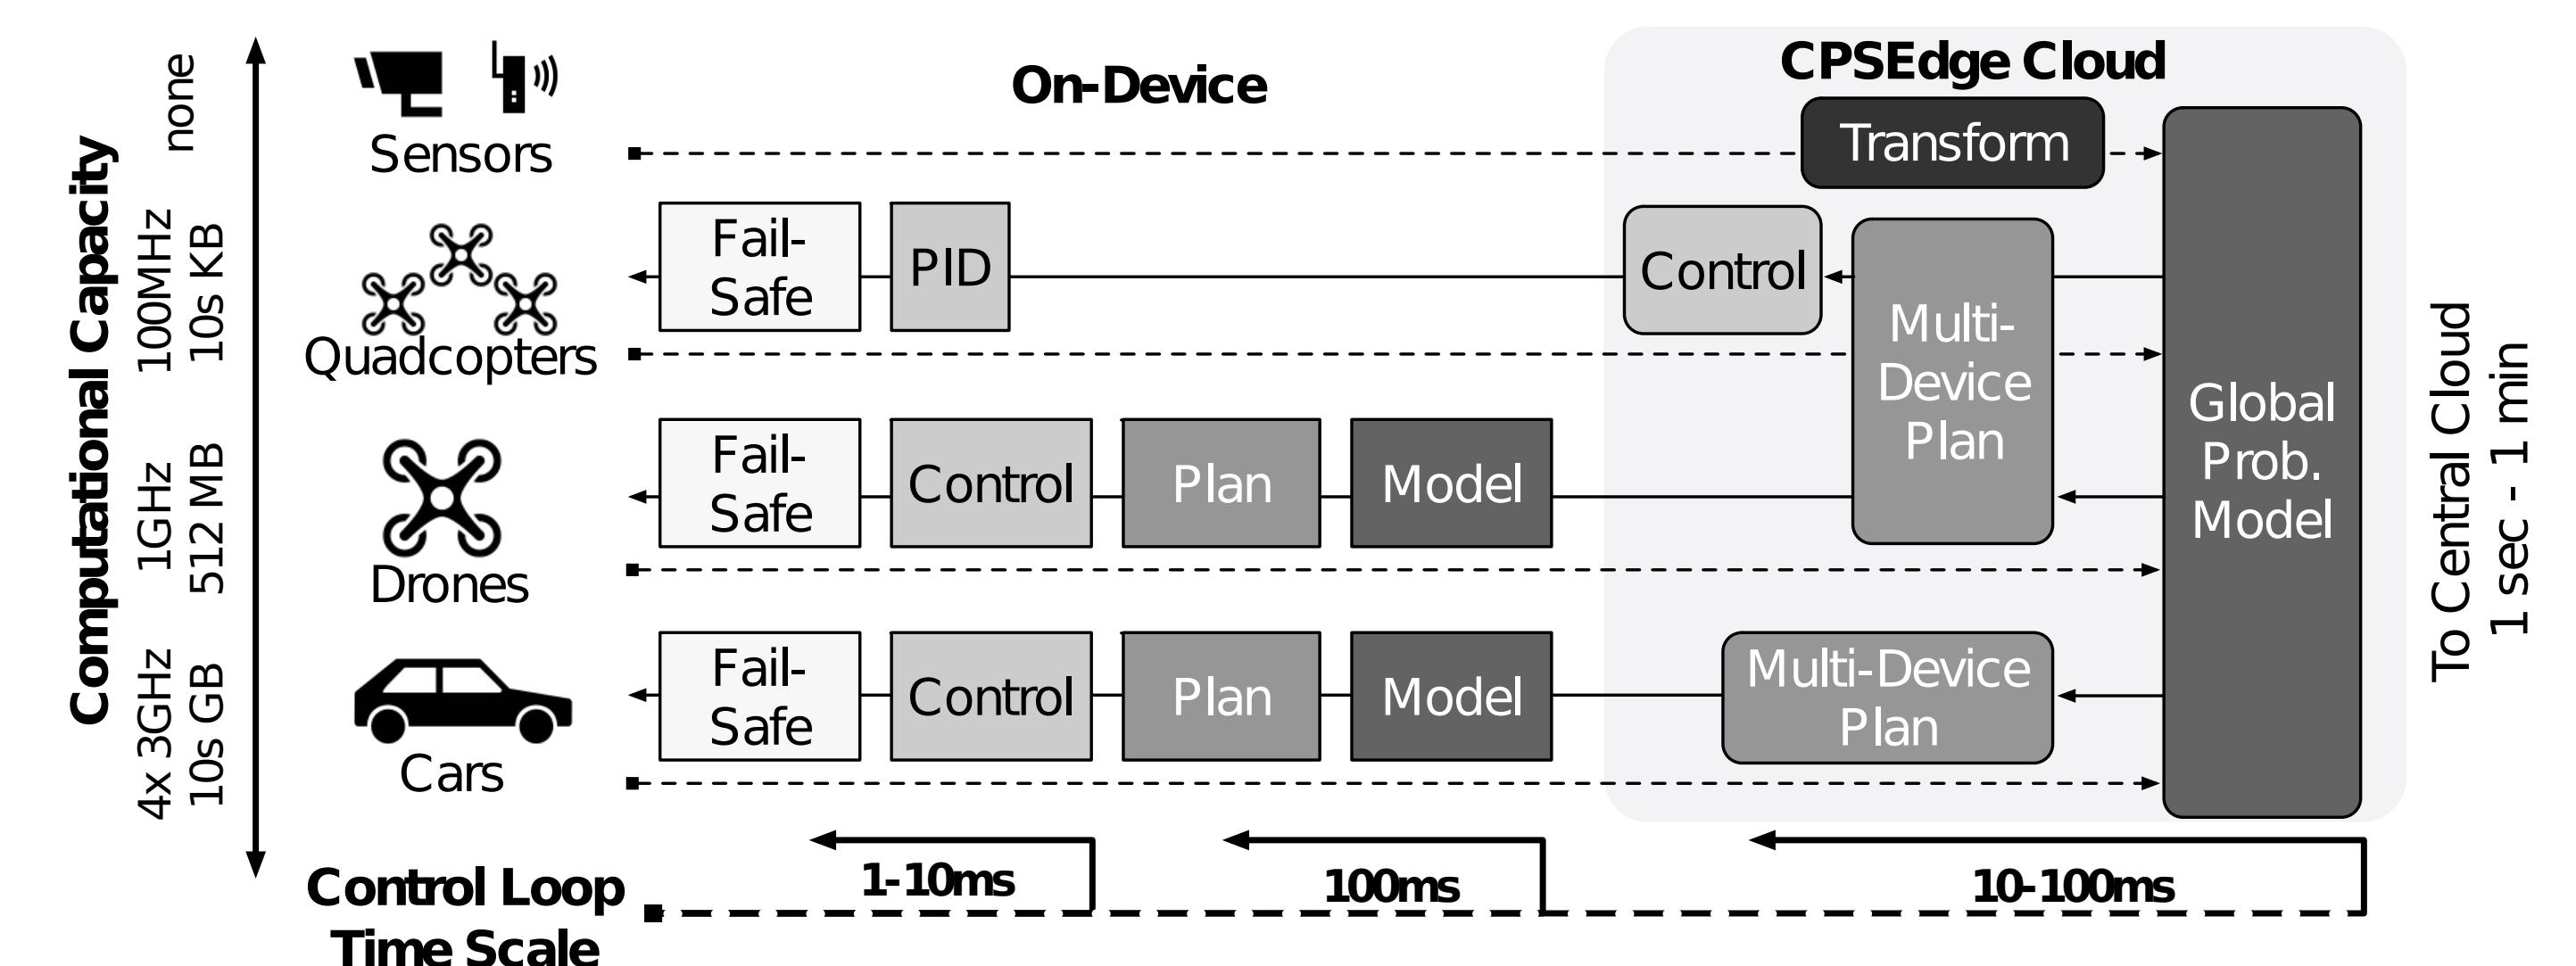 Computational Capacity
none
100MHz
10s KB
1GHz
512 MB
4x 3GHz
10s GB
Sensors
Quadcopters
Drones
Cars
On-Device
CPSEdge Cloud
Transform
Fail-
Safe
PID
Control
Multi-
Device
Plan
Fail-
Safe
Control
Plan
Model
Fail-
Safe
Control
Plan
Model
Multi-Device
Plan
Global
Prob.
Model
To Central Cloud
1 sec - 1 min
Control Loop
Time Scale
1-10ms
100ms
10-100ms